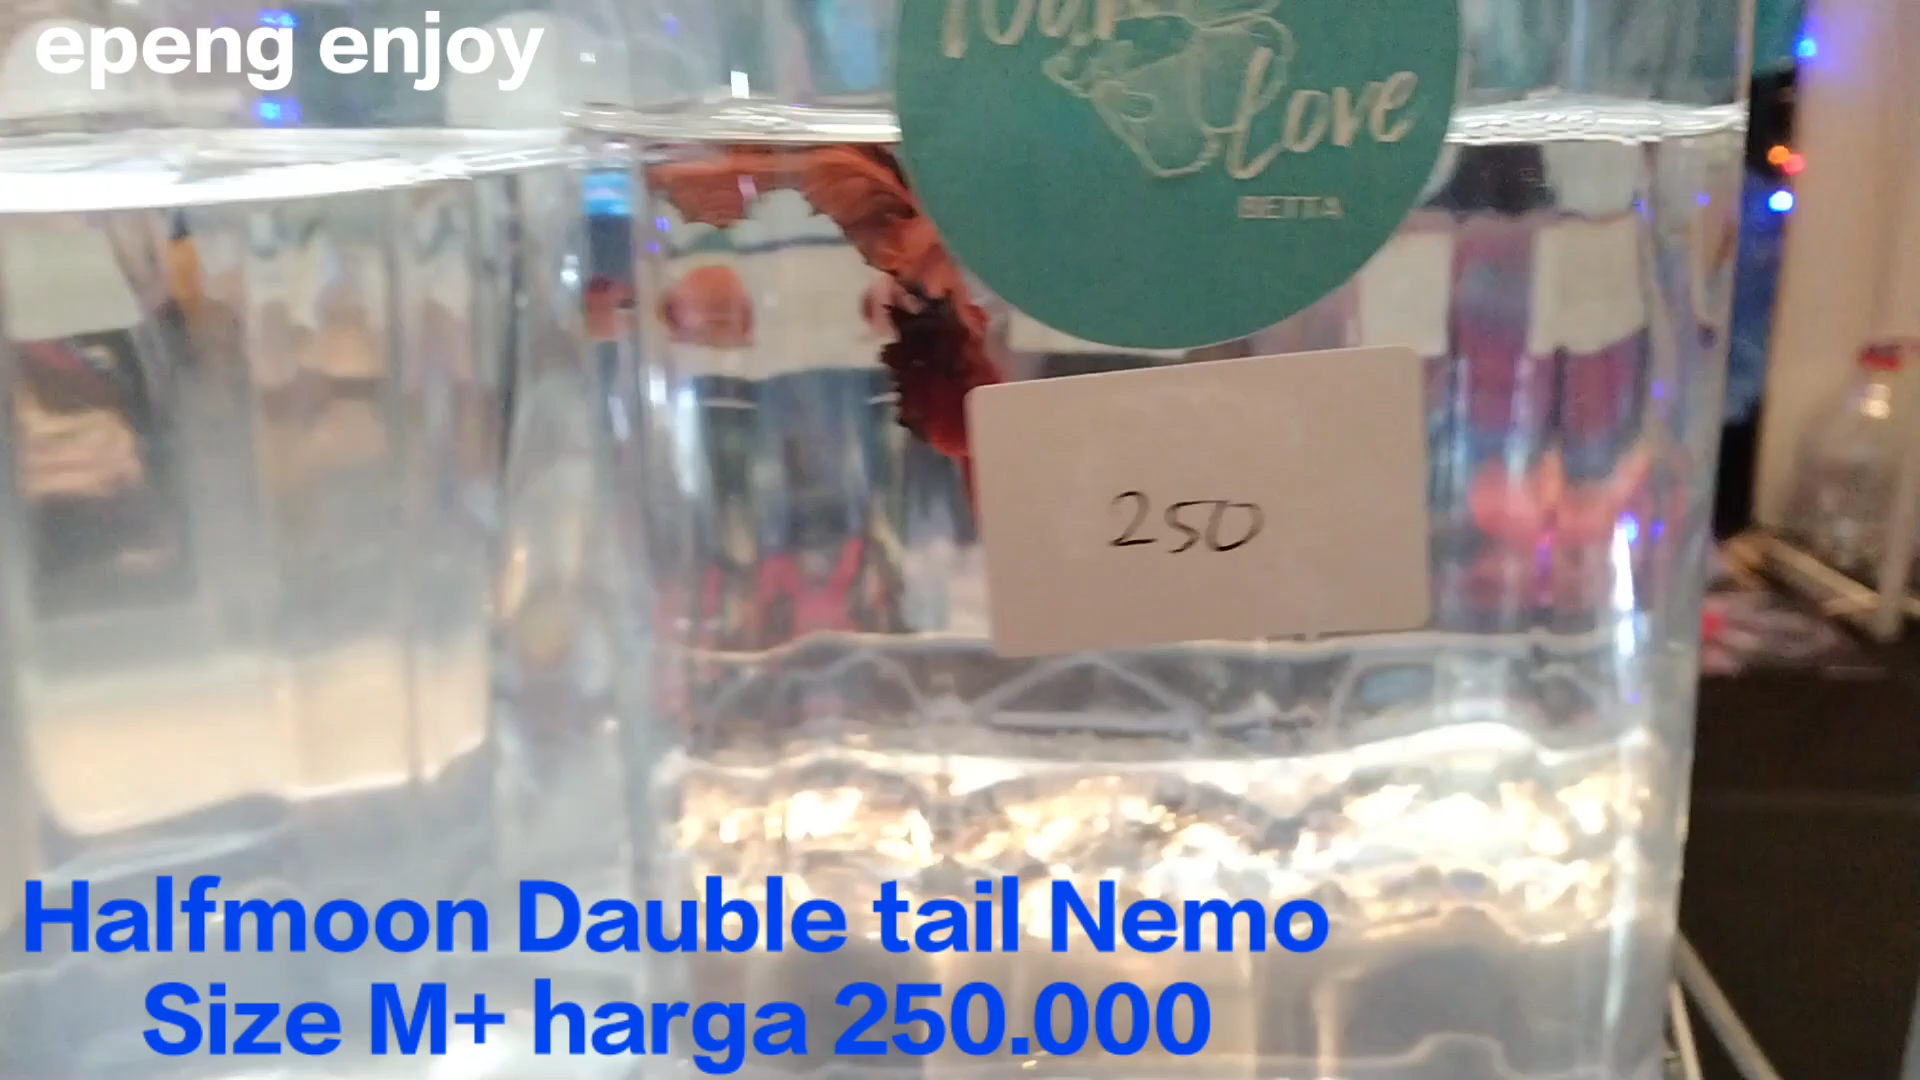 epeng enjoy
Love
BETTA
250
Halfmoon Dauble tail Nemo
Size M+ harga 250.000